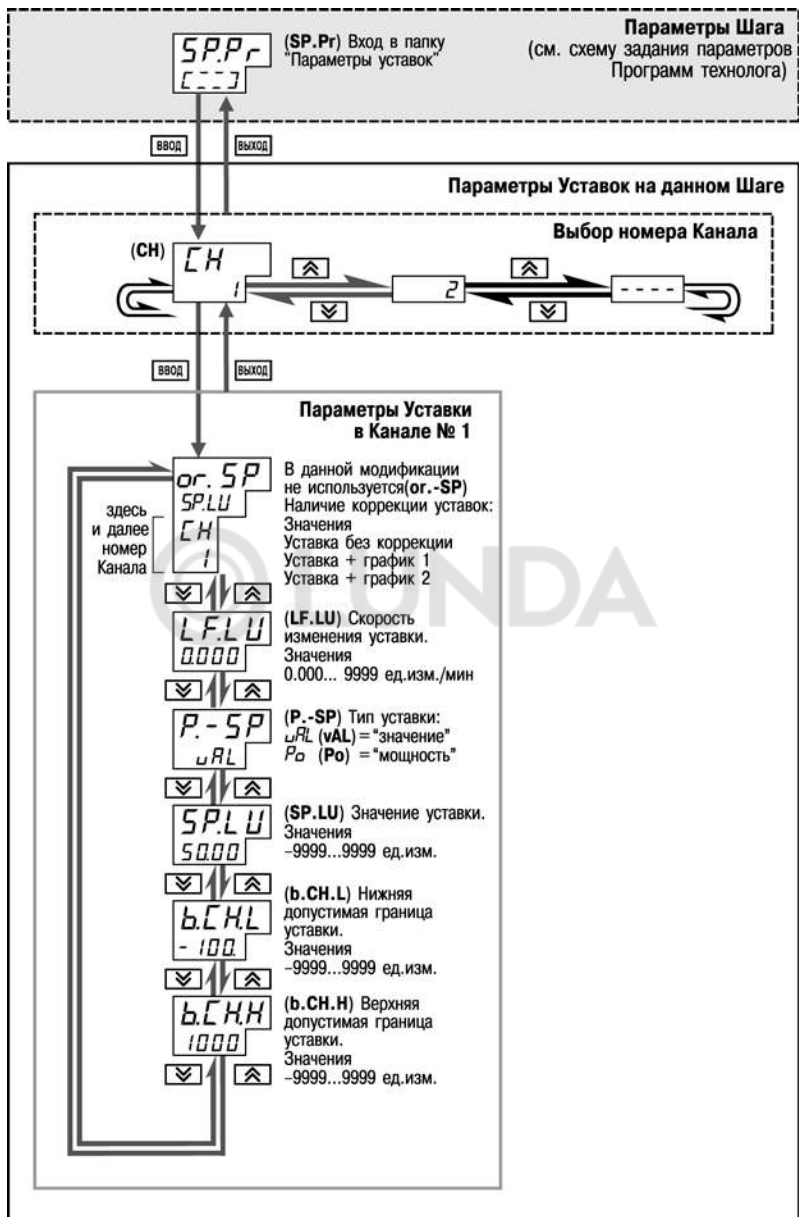 Параметры Шага
(см. схему задания параметров
Программ технолога)
SP.Pr
[---]
(SP.Pr) Вход в папку
"Параметры уставок"
ВВОД
ВЫХОД
Параметры Уставок на данном Шаге
Выбор номера Канала
(CH)
CH
1
2
- - - -
ВВОД
ВЫХОД
Параметры Уставки
в Канале № 1
or. SP
SP.LU
CH
1
здесь
и далее
номер
Канала
В данной модификации
не используется(or.-SP)
Наличие коррекции уставок:
Значения
Уставка без коррекции
Уставка + график 1
Уставка + график 2
LUNDA
LF.LU
0.000
(LF.LU) Скорость
изменения уставки.
Значения
0.000... 9999 ед.изм./мин
P.-SP
uAL
(P.-SP) Тип уставки:
uAL (vAL) = "значение"
Po (Po) = "мощность"
SP.LU
50.00
(SP.LU) Значение уставки.
Значения
–9999...9999 ед.изм.
b.CH.L
- 100.
(b.CH.L) Нижняя
допустимая граница
уставки.
Значения
–9999...9999 ед.изм.
b.CH.H
1000
(b.CH.H) Верхняя
допустимая граница
уставки.
Значения
–9999...9999 ед.изм.